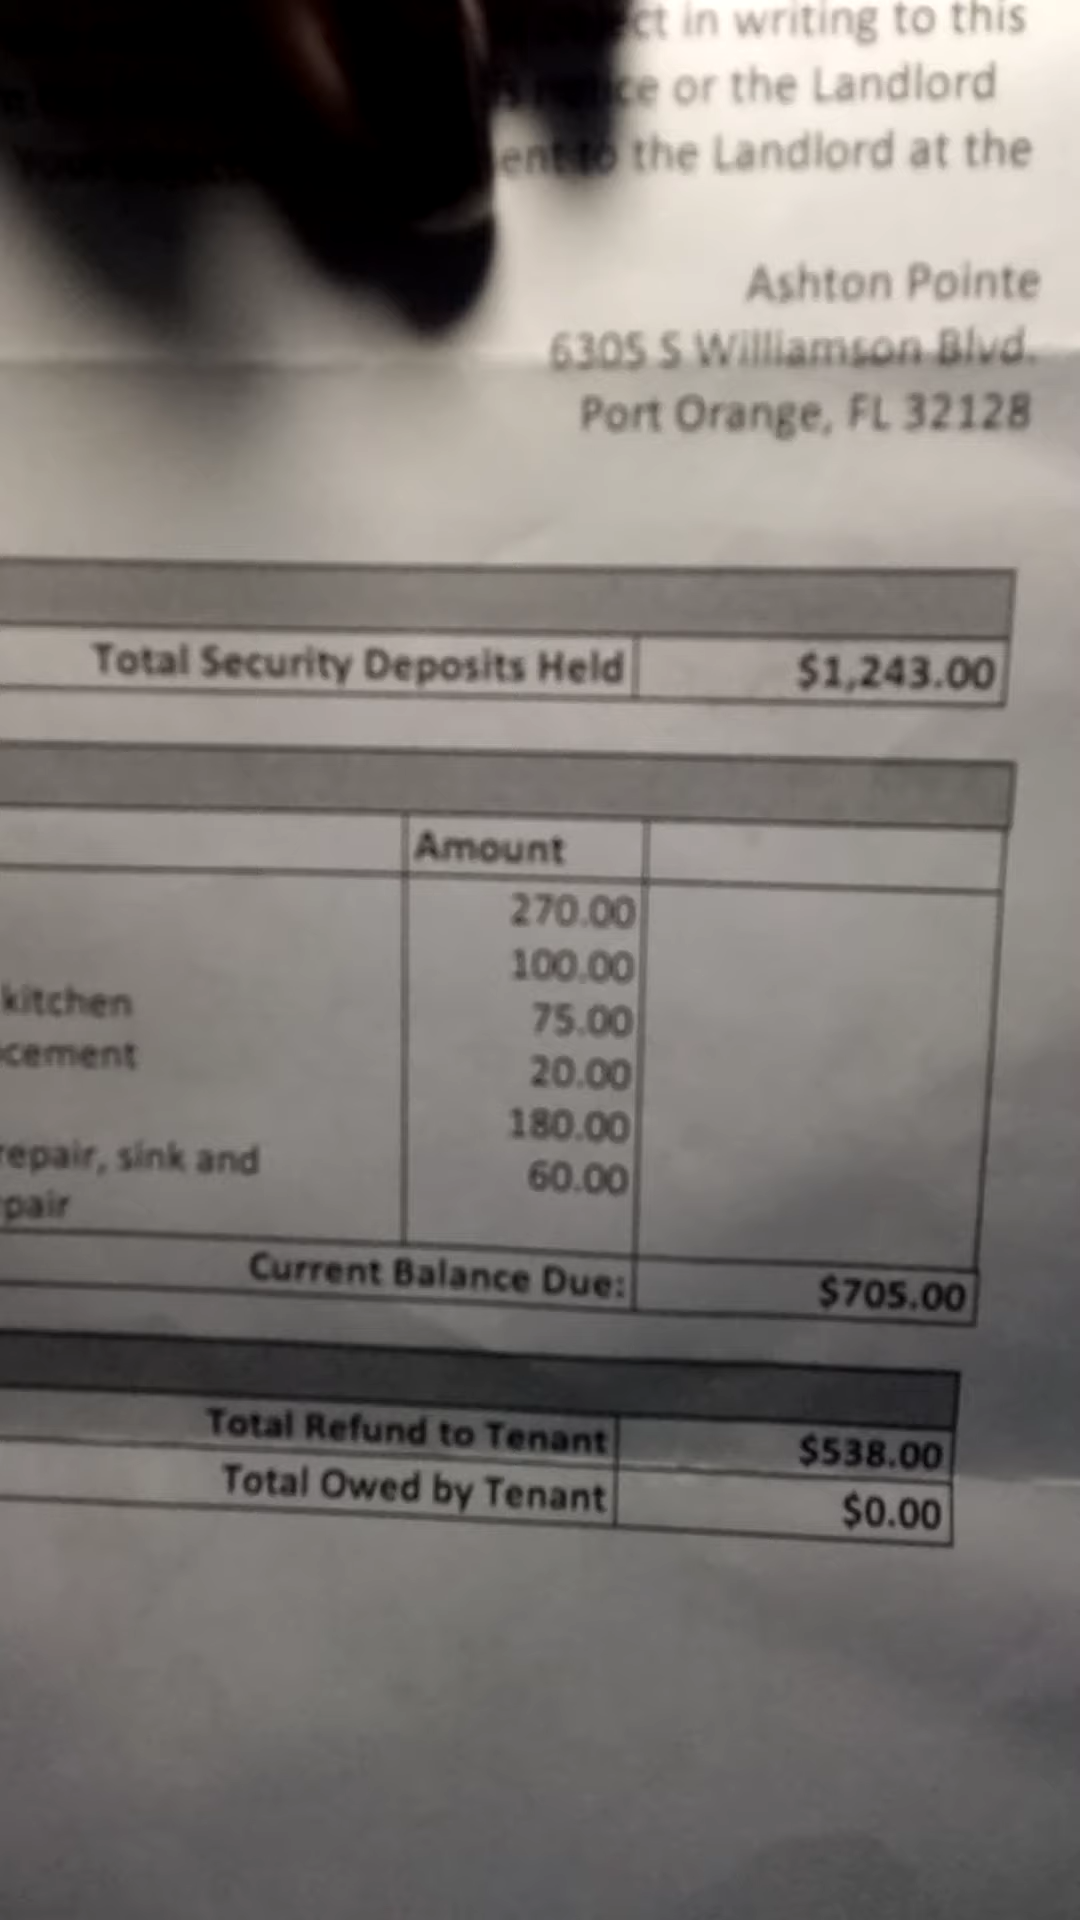 in writing to this
or the Landlord
the Landlord at the
Ashton Pointe
6305 S Williamson Blvd.
Port Orange, FL 32128
Total Security Deposits Held $1,243.00
Amount
270.00
100.00
kitchen 75.00
cement 20.00
180.00
repair, sink and 60.00
pair
Current Balance Due: $705.00
Total Refund to Tenant $538.00
Total Owed by Tenant $0.00